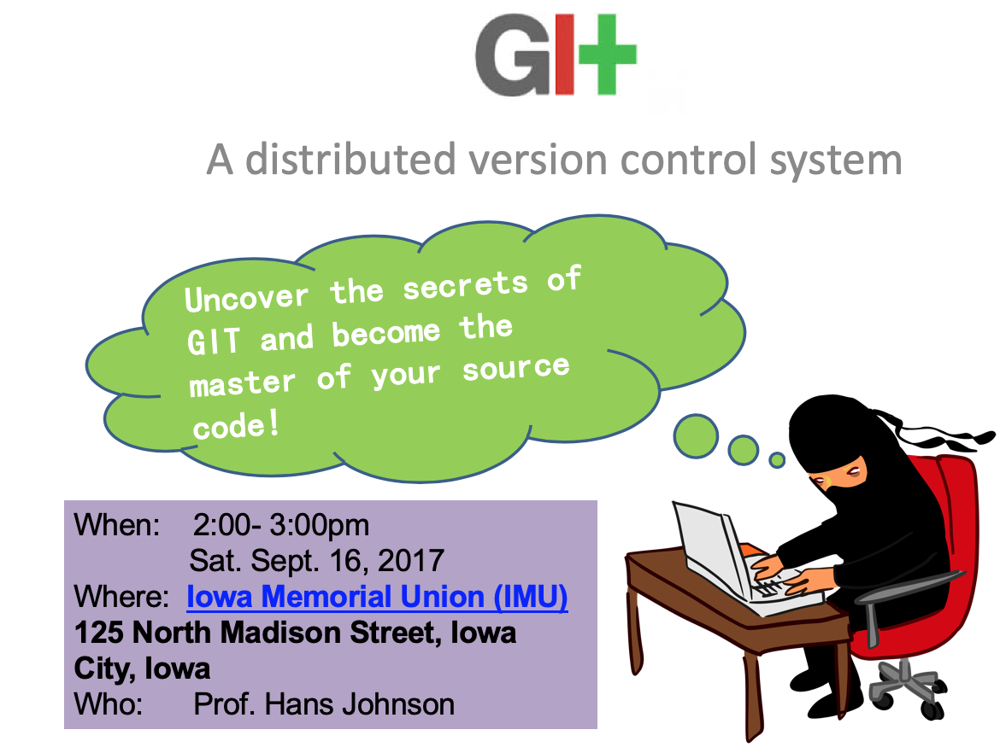 GIt
A distributed version control system
Uncover the secrets of
GIT and become the
master of your source
code!
When: 2:00- 3:00pm
Sat. Sept. 16, 2017
Where: Iowa Memorial Union (IMU)
125 North Madison Street, Iowa
City, Iowa
Who: Prof. Hans Johnson